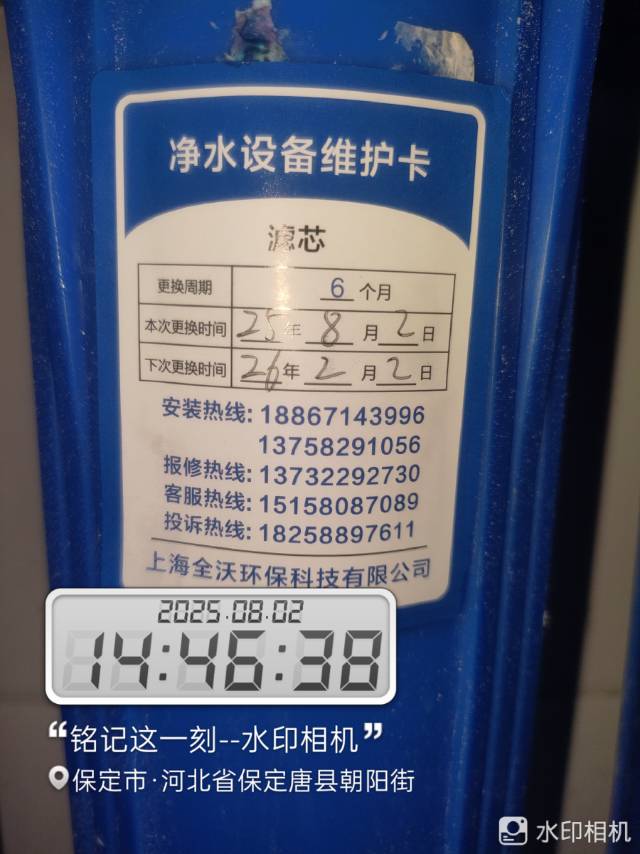 净水设备维护卡
滤芯
更换周期 6 个月
本次更换时间 25年 8 月 2 日
下次更换时间 26年 2 月 2 日
安装热线: 18867143996
13758291056
报修热线: 13732292730
客服热线: 15158087089
投诉热线: 18258897611
上海全沃环保科技有限公司
2025.08.02
14:46:38
“铭记这一刻--水印相机”
保定市·河北省保定唐县朝阳街
水印相机